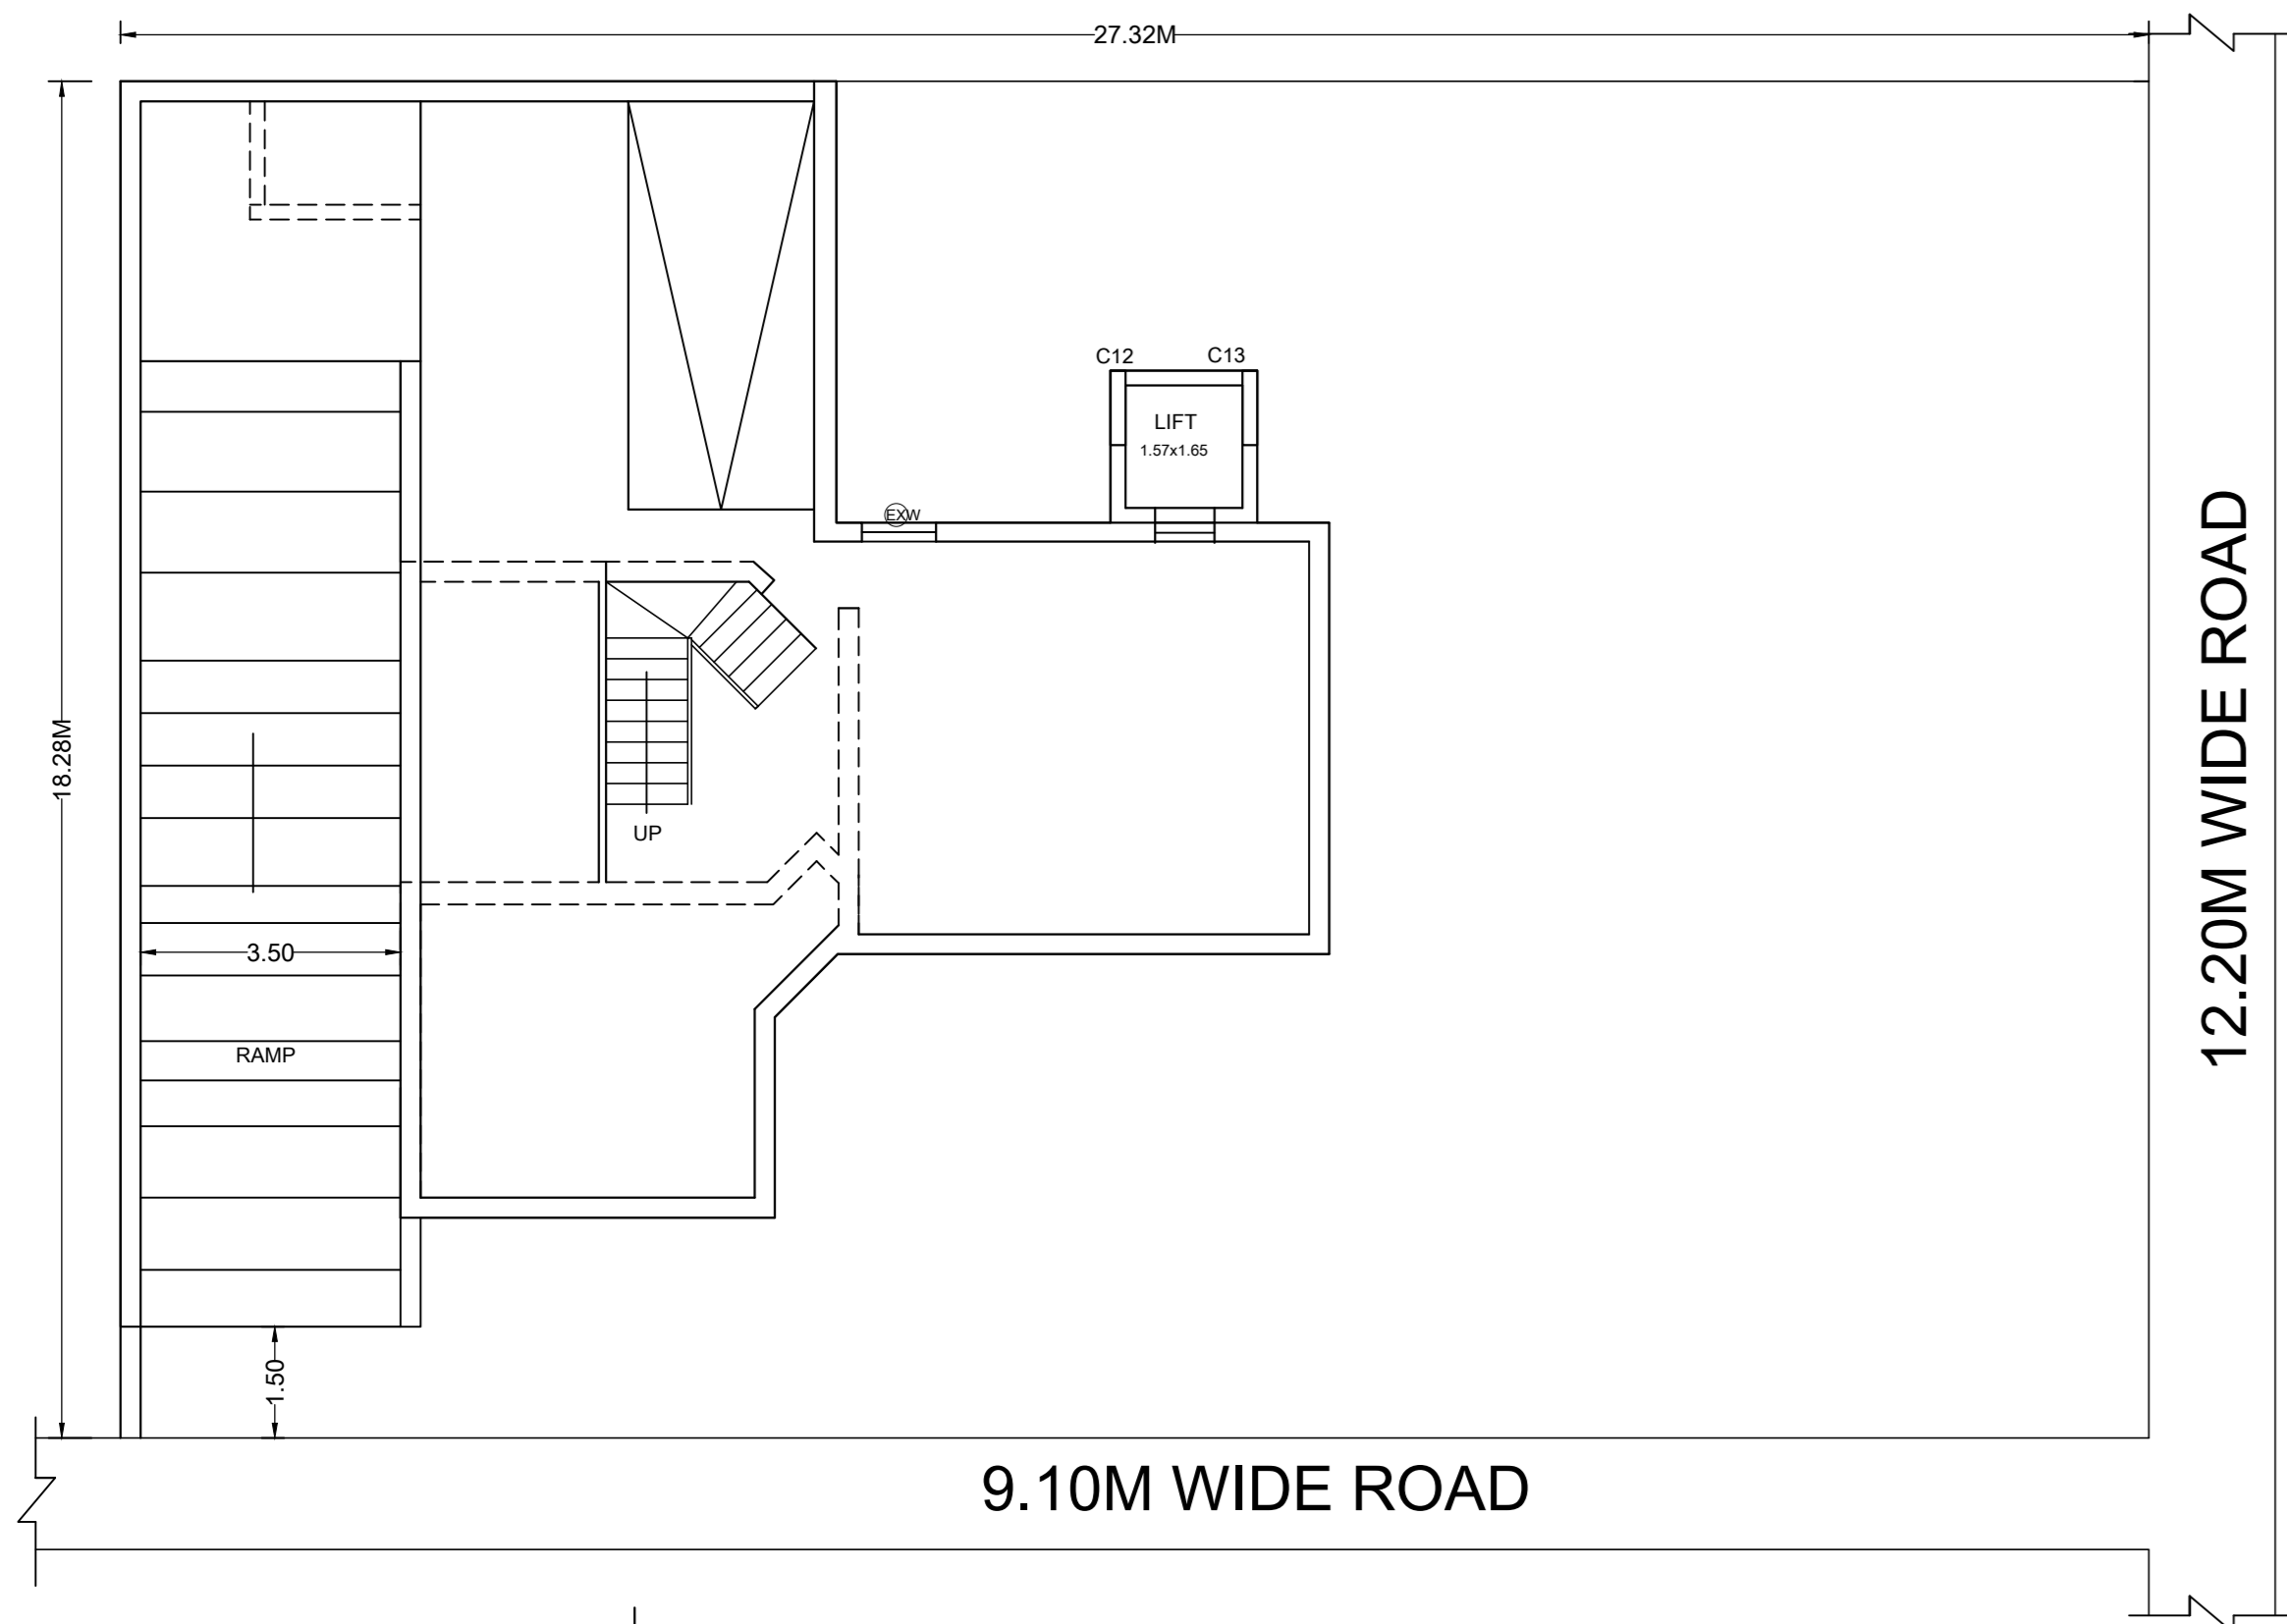 27.32M
C12
C13
LIFT
1.57x1.65
EXW
18.28M
UP
12.20M WIDE ROAD
3.50
RAMP
1.50
9.10M WIDE ROAD